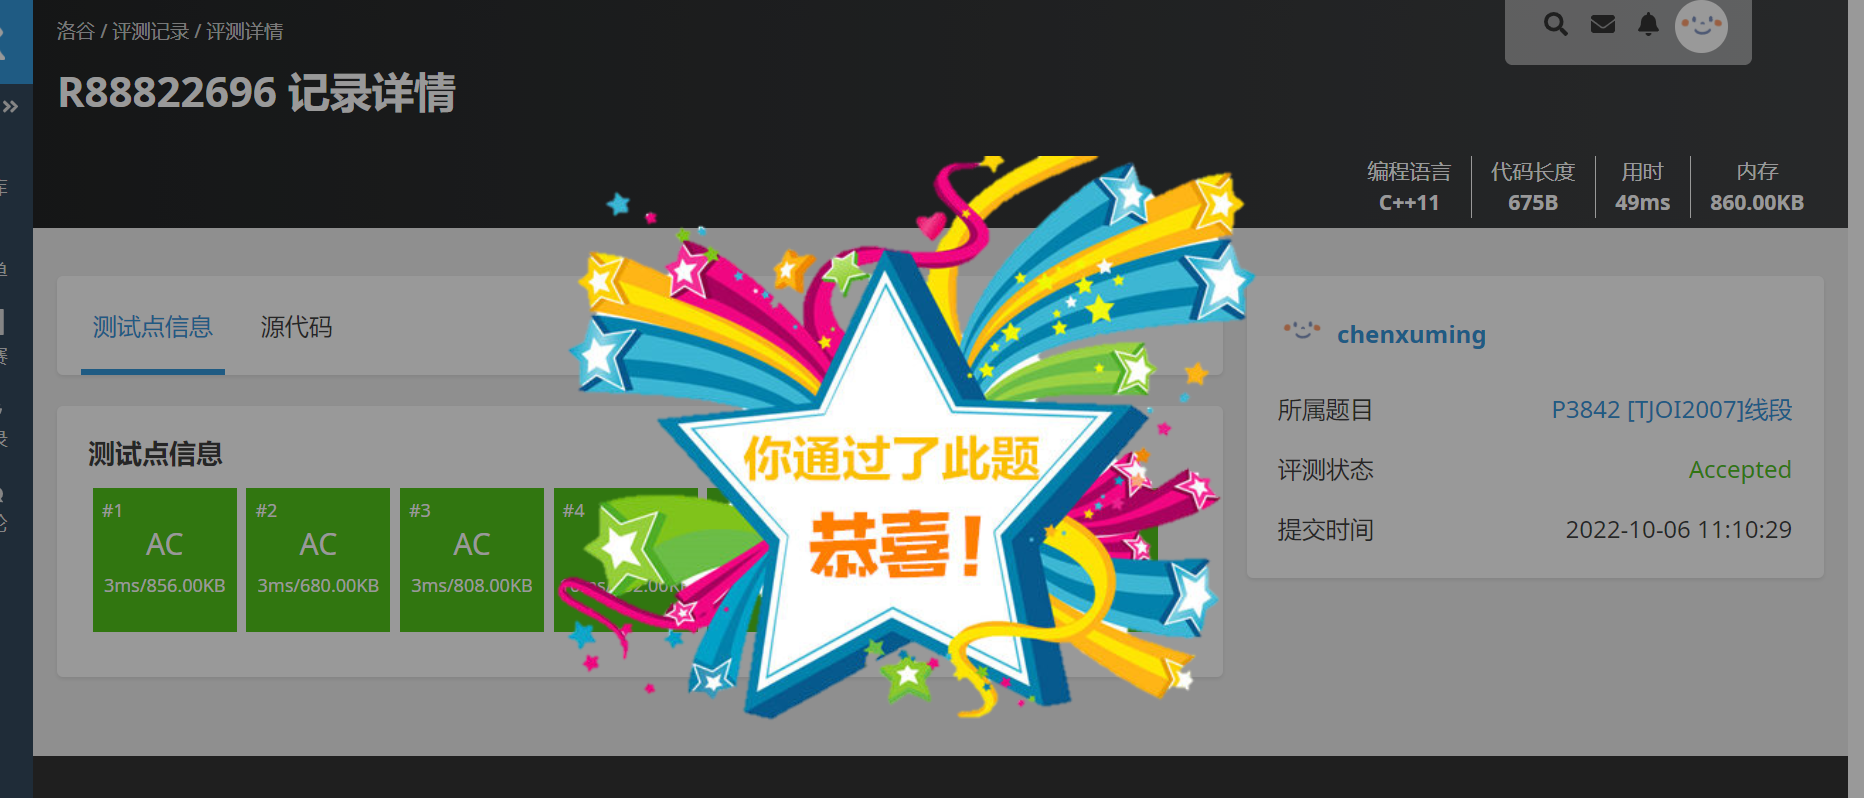 洛谷 / 评测记录 / 评测详情
R88822696 记录详情
编程语言 代码长度 用时 内存
C++11 675B 49ms 860.00KB
测试点信息 源代码
chenxuming
所属题目 P3842 [TJOI2007]线段
评测状态 Accepted
提交时间 2022-10-06 11:10:29
测试点信息
#1 #2 #3 #4
AC AC AC
3ms/856.00KB 3ms/680.00KB 3ms/808.00KB
你通过了此题
恭喜!